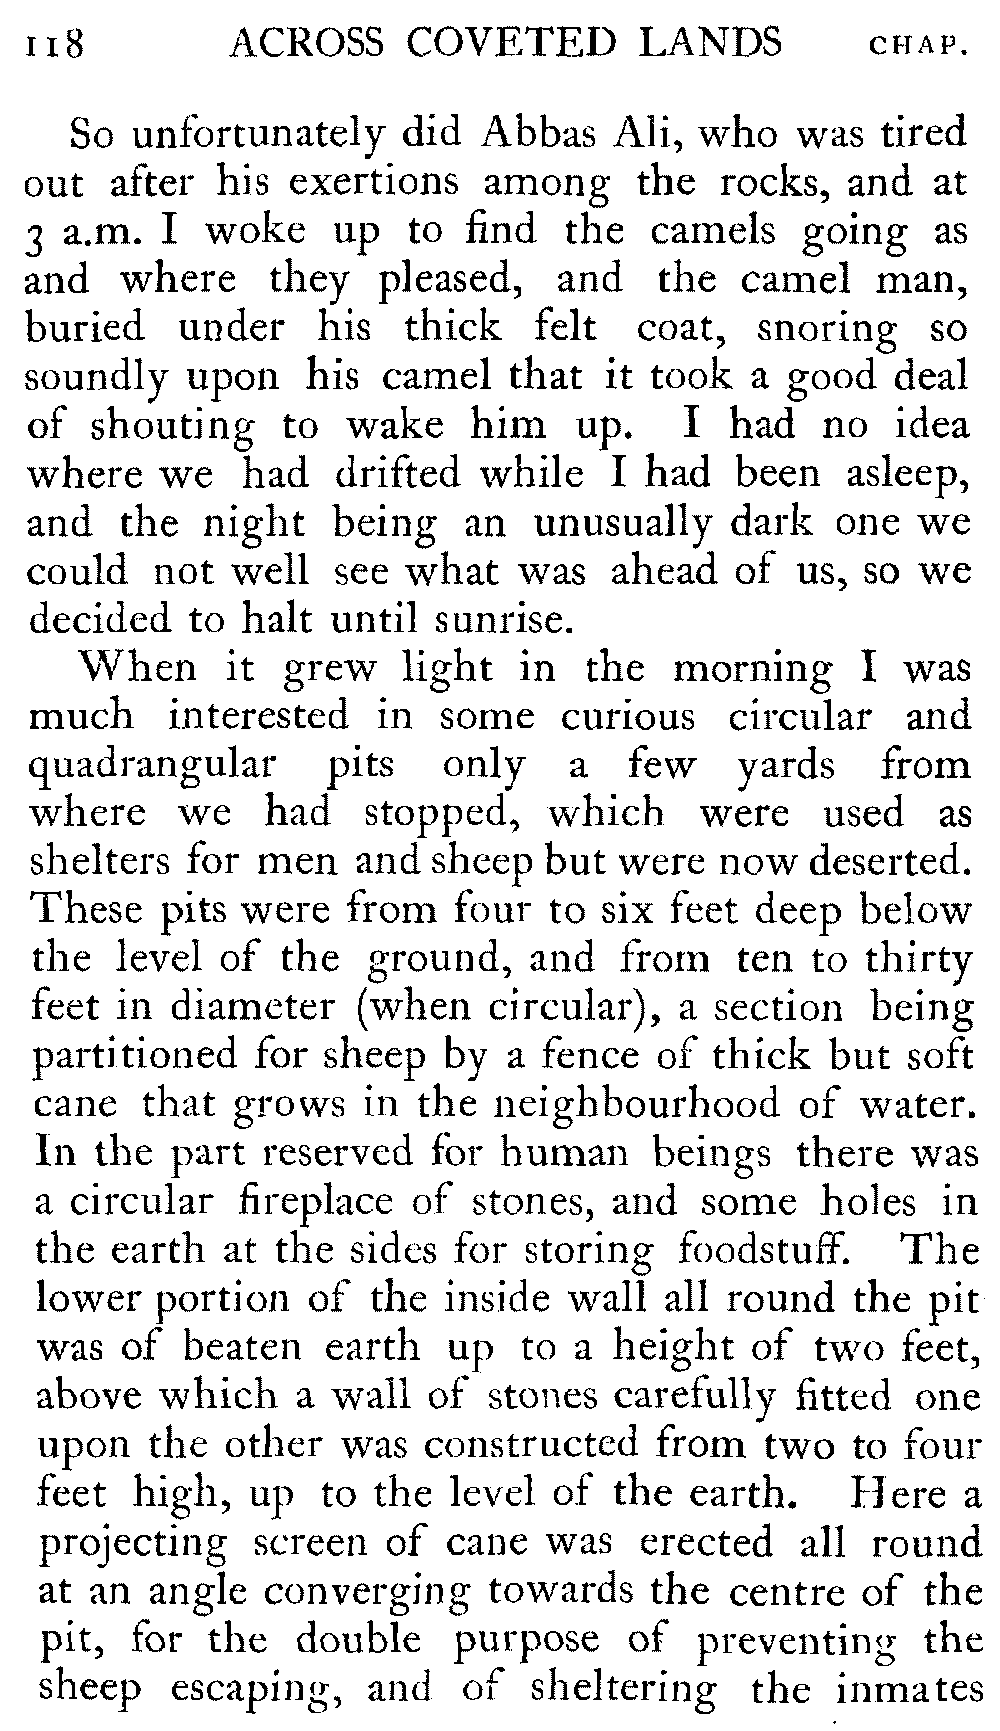 118 ACROSS COVETED LANDS CHAP.
So unfortunately did Abbas Ali, who was tired
out after his exertions among the rocks, and at
3 a.m. I woke up to find the camels going as
and where they pleased, and the camel man,
buried under his thick felt coat, snoring so
soundly upon his camel that it took a good deal
of shouting to wake him up. I had no idea
where we had drifted while I had been asleep,
and the night being an unusually dark one we
could not well see what was ahead of us, so we
decided to halt until sunrise.
When it grew light in the morning I was
much interested in some curious circular and
quadrangular pits only a few yards from
where we had stopped, which were used as
shelters for men and sheep but were now deserted.
These pits were from four to six feet deep below
the level of the ground, and from ten to thirty
feet in diameter (when circular), a section being
partitioned for sheep by a fence of thick but soft
cane that grows in the neighbourhood of water.
In the part reserved for human beings there was
a circular fireplace of stones, and some holes in
the earth at the sides for storing foodstuff. The
lower portion of the inside wall all round the pit
was of beaten earth up to a height of two feet,
above which a wall of stones carefully fitted one
upon the other was constructed from two to four
feet high, up to the level of the earth. Here a
projecting screen of cane was erected all round
at an angle converging towards the centre of the
pit, for the double purpose of preventing the
sheep escaping, and of sheltering the inmates